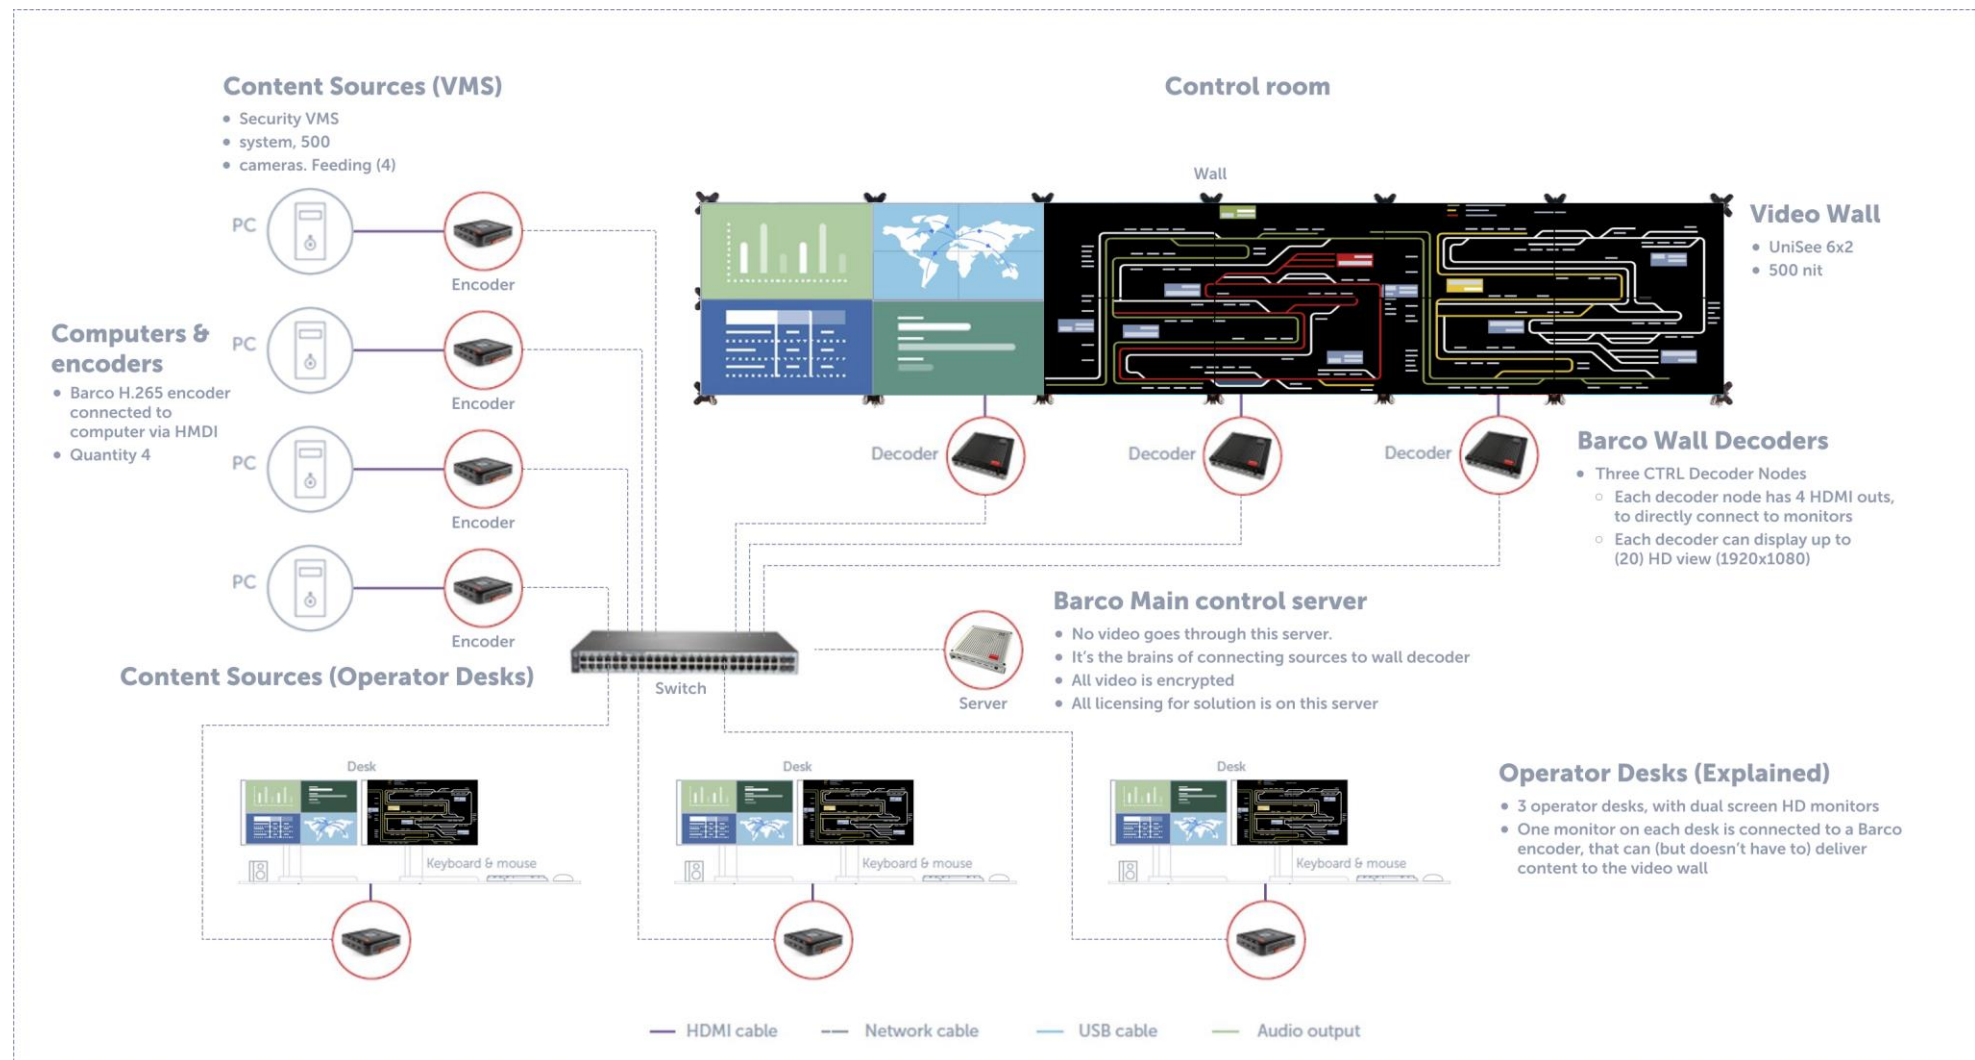 Content Sources (VMS)
• Security VMS
• system, 500
• cameras. Feeding (4)
PC
Encoder
PC
Encoder
PC
Encoder
PC
Encoder
Computers &
encoders
• Barco H.265 encoder
connected to
computer via HMDI
• Quantity 4
Control room
Wall
Video Wall
• UniSee 6x2
• 500 nit
Decoder
Decoder
Decoder
Barco Wall Decoders
• Three CTRL Decoder Nodes
○ Each decoder node has 4 HDMI outs,
to directly connect to monitors
○ Each decoder can display up to
(20) HD view (1920x1080)
Switch
Server
Barco Main control server
• No video goes through this server.
• It's the brains of connecting sources to wall decoder
• All video is encrypted
• All licensing for solution is on this server
Content Sources (Operator Desks)
Desk
Keyboard & mouse
Desk
Keyboard & mouse
Desk
Keyboard & mouse
Operator Desks (Explained)
• 3 operator desks, with dual screen HD monitors
• One monitor on each desk is connected to a Barco
encoder, that can (but doesn't have to) deliver
content to the video wall
HDMI cable
Network cable
USB cable
Audio output